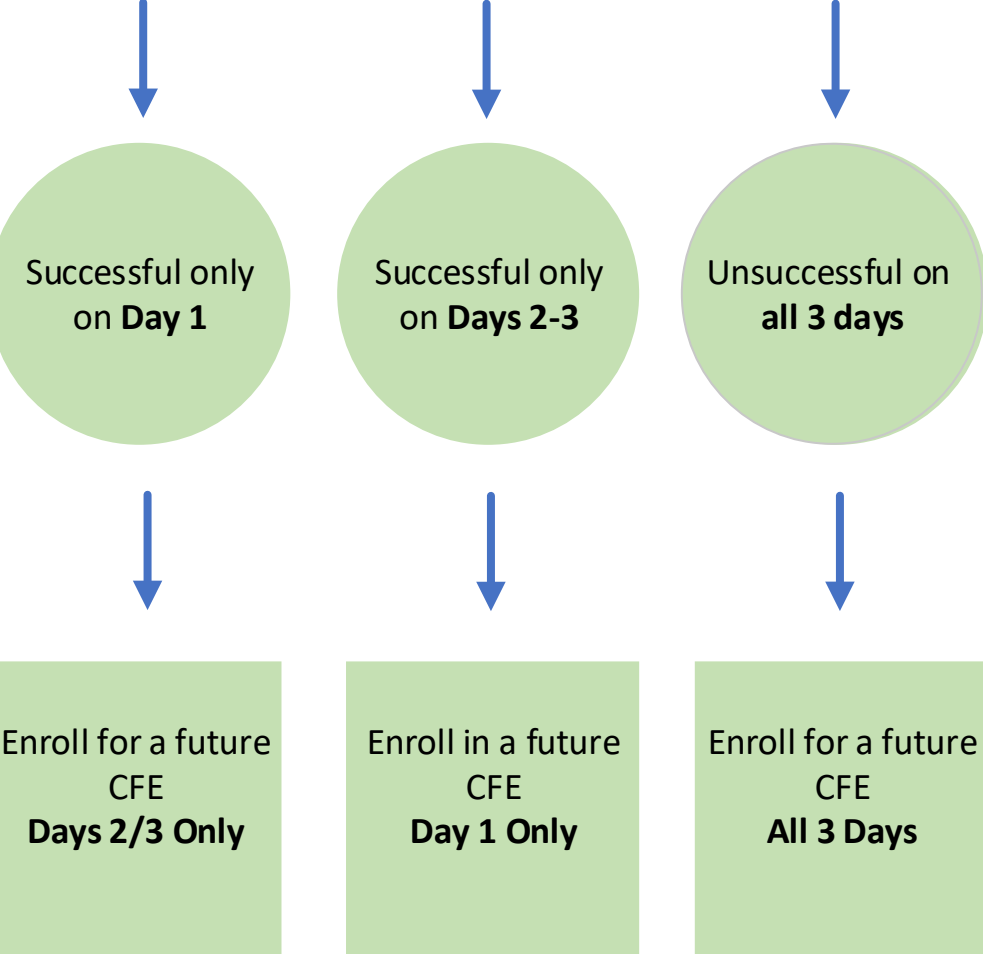 Successful only
on Day 1
Successful only
on Days 2-3
Unsuccessful on
all 3 days
Enroll for a future
CFE
Days 2/3 Only
Enroll in a future
CFE
Day 1 Only
Enroll for a future
CFE
All 3 Days